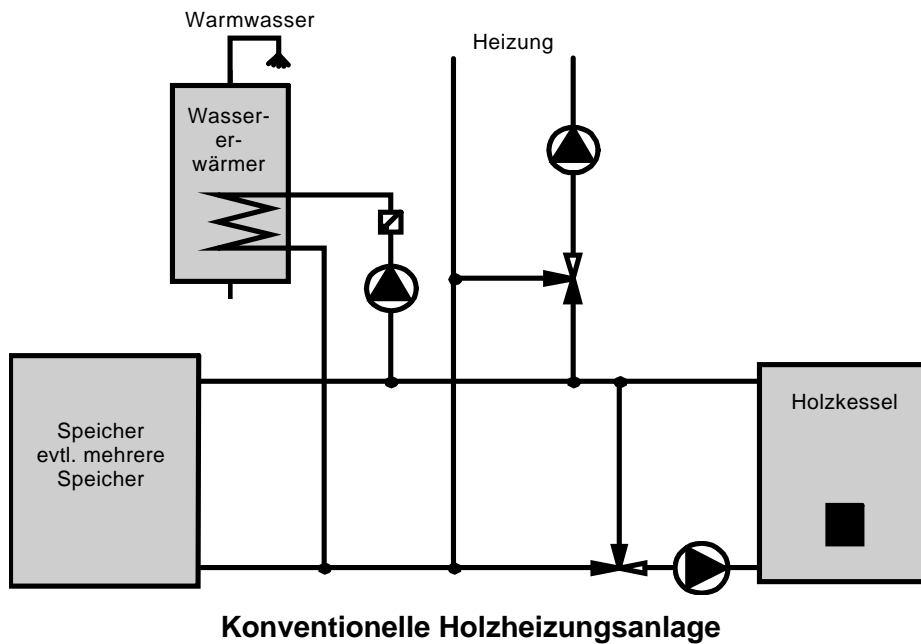 Warmwasser
Heizung
Wasser-
er-
wärmer
Speicher
evtl. mehrere
Speicher
Holzkessel
Konventionelle Holzheizungsanlage